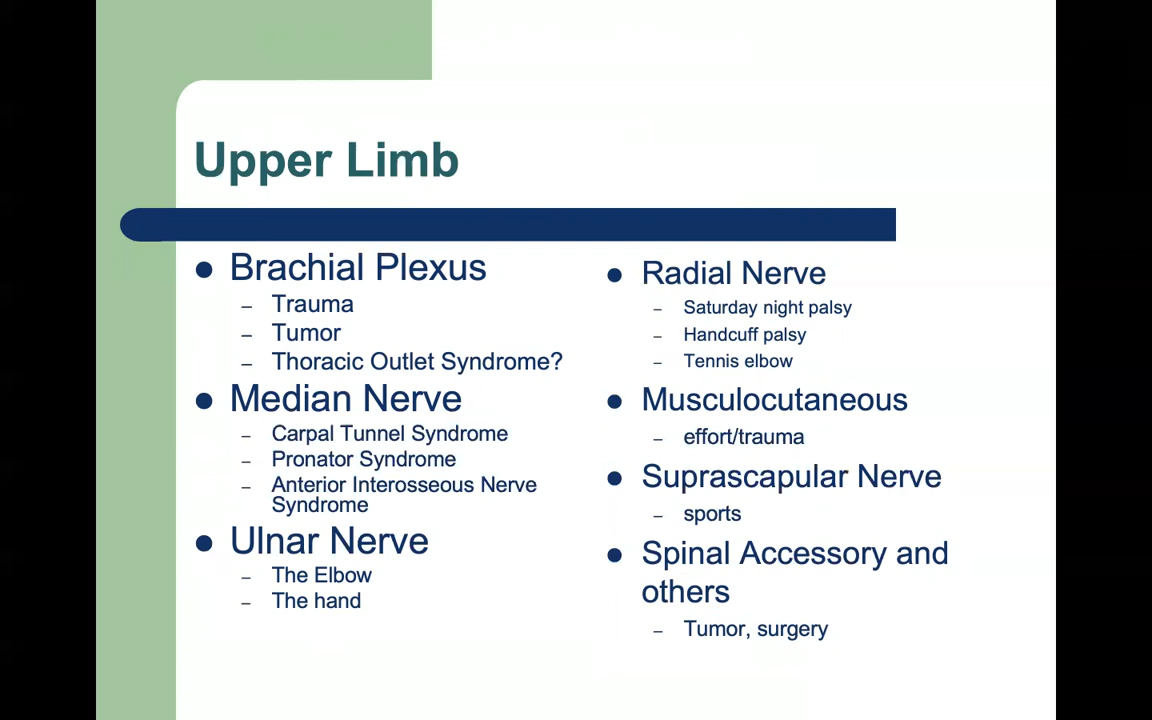 Upper Limb
● Brachial Plexus
– Trauma
– Tumor
– Thoracic Outlet Syndrome?
● Median Nerve
– Carpal Tunnel Syndrome
– Pronator Syndrome
– Anterior Interosseous Nerve
Syndrome
● Ulnar Nerve
– The Elbow
– The hand
● Radial Nerve
– Saturday night palsy
– Handcuff palsy
– Tennis elbow
● Musculocutaneous
– effort/trauma
● Suprascapular Nerve
– sports
● Spinal Accessory and
others
– Tumor, surgery